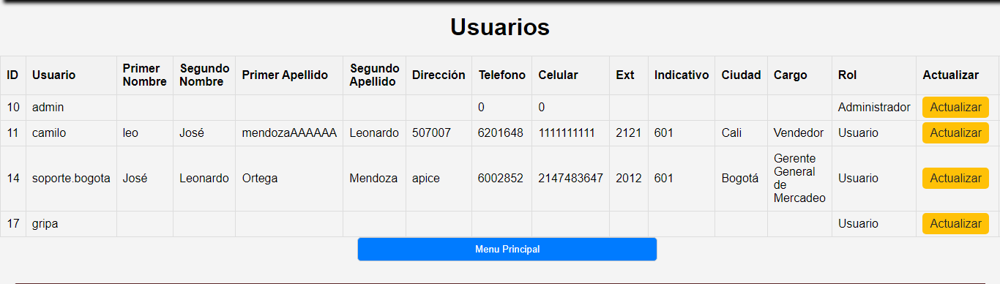 Usuarios
ID Usuario Primer Nombre Segundo Nombre Primer Apellido Segundo Apellido Dirección Telefono Celular Ext Indicativo Ciudad Cargo Rol Actualizar
10 admin 0 0 Administrador Actualizar
11 camilo leo José mendozaAAAAAA Leonardo 507007 6201648 1111111111 2121 601 Cali Vendedor Usuario Actualizar
14 soporte.bogota José Leonardo Ortega Mendoza apice 6002852 2147483647 2012 601 Bogotá Gerente General de Mercadeo Usuario Actualizar
17 gripa Usuario Actualizar
Menu Principal